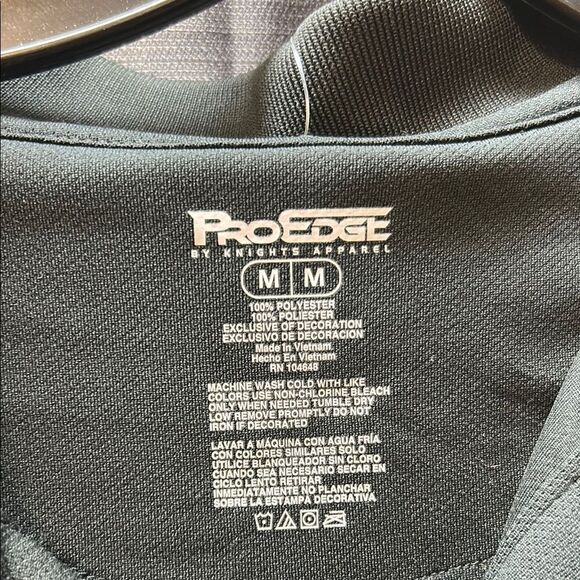 PROEDGE
BY KNIGHTS APPAREL
M M
100% POLYESTER
100% POLIESTER
EXCLUSIVE OF DECORATION
EXCLUSIVO DE DECORACIÓN
Made In Vietnam
Hecho En Vietnam
RN 104648
MACHINE WASH COLD WITH LIKE
COLORS USE NON-CHLORINE BLEACH
ONLY WHEN NEEDED TUMBLE DRY
LOW REMOVE PROMPTLY DO NOT
IRON IF DECORATED
LAVAR A MÁQUINA CON AGUA FRÍA
CON COLORES SIMILARES SOLO
UTILICE BLANQUEADOR SIN CLORO
CUANDO SEA NECESARIO SECAR EN
CICLO LENTO RETIRAR
INMEDIATAMENTE NO PLANCHAR
SOBRE LA ESTAMPA DECORATIVA